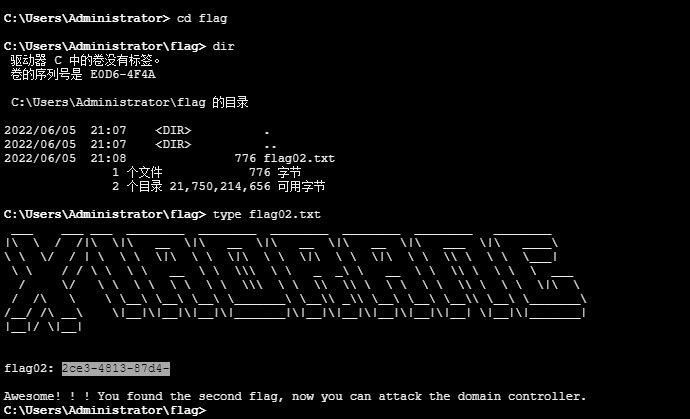 C:\Users\Administrator> cd flag
C:\Users\Administrator\flag> dir
驱动器 C 中的卷没有标签。
卷的序列号是 E0D6-4F4A
C:\Users\Administrator\flag 的目录
2022/06/05 21:07 <DIR> .
2022/06/05 21:07 <DIR> ..
2022/06/05 21:08 776 flag02.txt
1 个文件 776 字节
2 个目录 21,750,214,656 可用字节
C:\Users\Administrator\flag> type flag02.txt
XIAORANG
flag02: 2ce3-4813-87d4-
Awesome! ! ! You found the second flag, now you can attack the domain controller.
C:\Users\Administrator\flag>